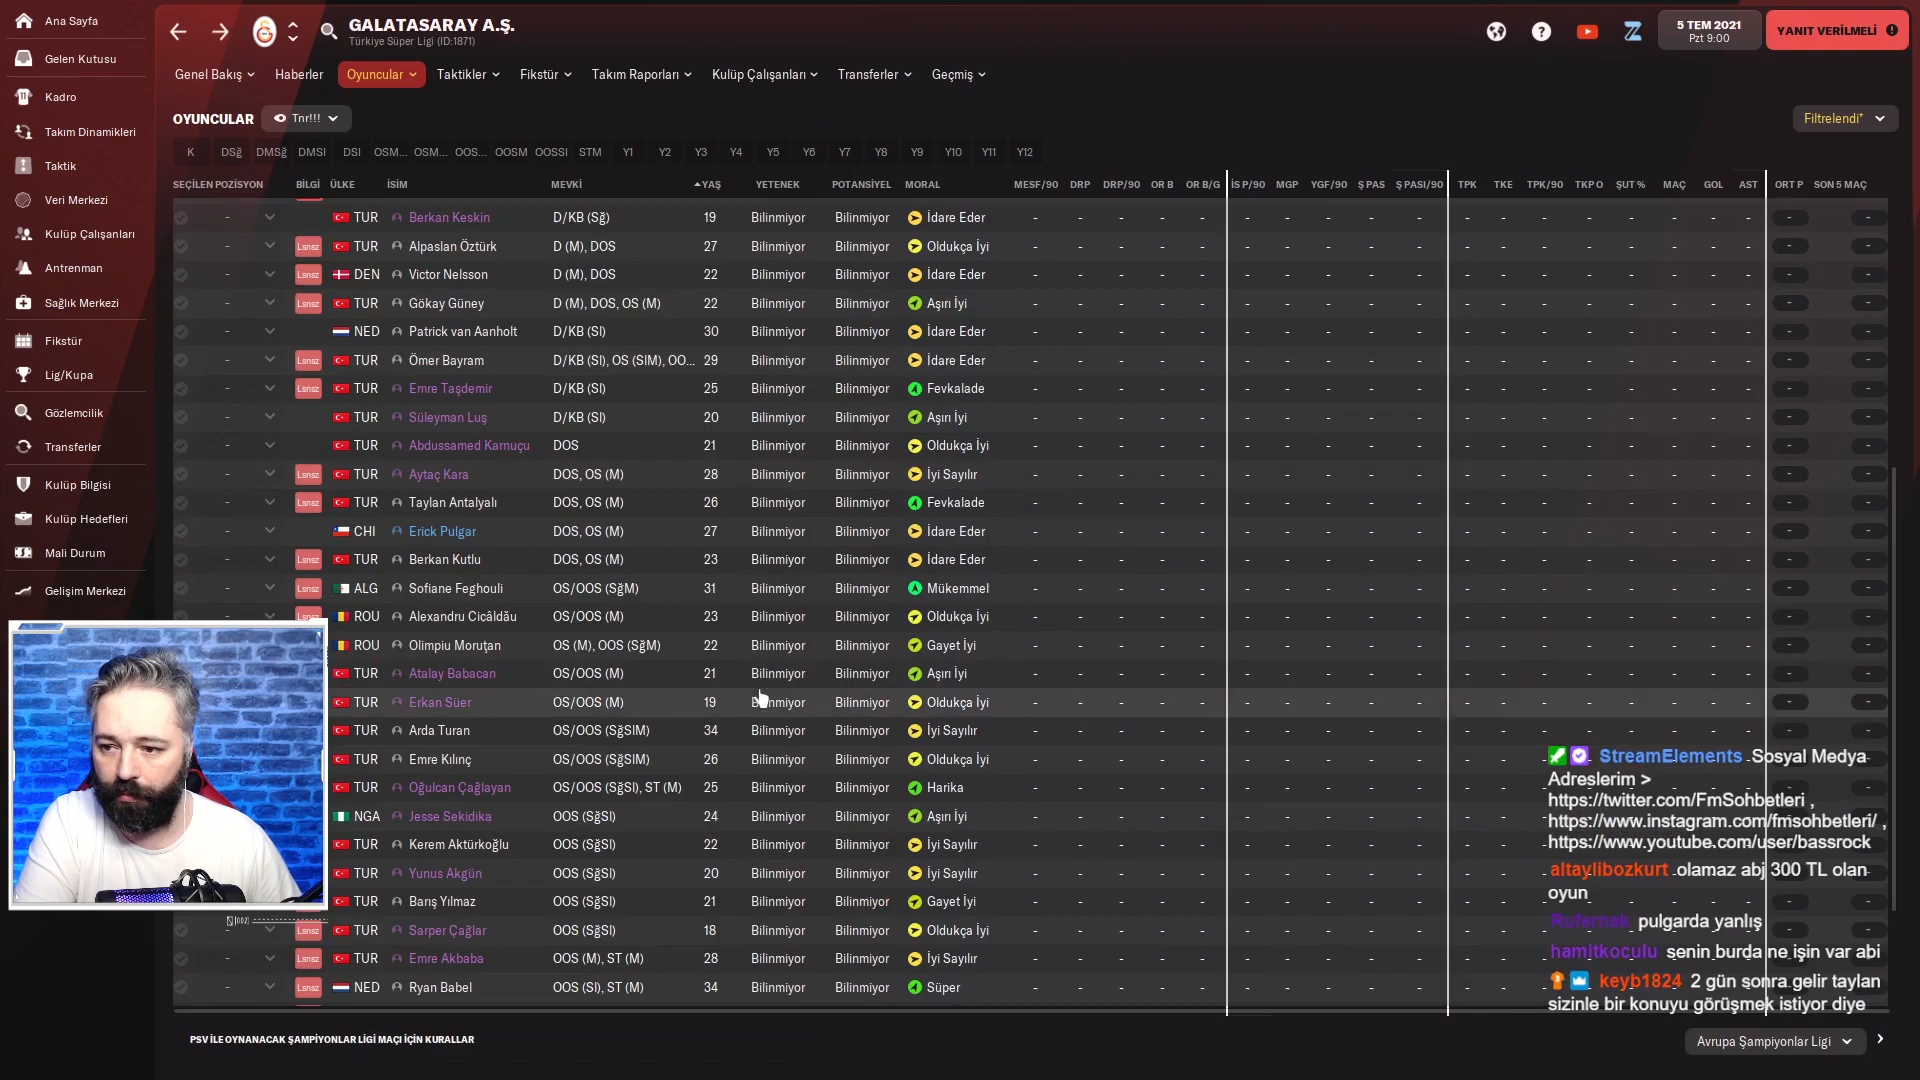 Ana Sayfa
Gelen Kutusu
Kadro
Takım Dinamikleri
Taktik
Veri Merkezi
Kulüp Çalışanları
Antrenman
Sağlık Merkezi
Fikstür
Lig/Kupa
Gözlemcilik
Transferler
Kulüp Bilgisi
Kulüp Hedefleri
Mali Durum
Gelişim Merkezi
GALATASARAY A.Ş.
Türkiye Süper Ligi (ID:1871)
5 TEM 2021
Pzt 9:00
YANIT VERİLMELİ
Genel Bakış Haberler Oyuncular Taktikler Fikstür Takım Raporları Kulüp Çalışanları Transferler Geçmiş
OYUNCULAR Tnr!!! Filtrelendi*
K DSğ DMSğ DMSI DSI OSM... OSM... OOS... OOSM OOSSI STM Y1 Y2 Y3 Y4 Y5 Y6 Y7 Y8 Y9 Y10 Y11 Y12
SEÇİLEN POZİSYON BİLGİ ÜLKE İSİM MEVKİ YAŞ YETENEK POTANSİYEL MORAL MESF/90 DRP DRP/90 OR B OR B/G İS P/90 MGP YGF/90 Ş PAS Ş PASI/90 TPK TKE TPK/90 TKP O ŞUT % MAÇ GOL AST ORT P SON 5 MAÇ
- TUR Berkan Keskin D/KB (Sğ) 19 Bilinmiyor Bilinmiyor İdare Eder - - - - - - - - - - - - - - - - - - - -
- Lsnsz TUR Alpaslan Öztürk D (M), DOS 27 Bilinmiyor Bilinmiyor Oldukça İyi - - - - - - - - - - - - - - - - - - - -
- Lsnsz DEN Victor Nelsson D (M), DOS 22 Bilinmiyor Bilinmiyor İdare Eder - - - - - - - - - - - - - - - - - - - -
- Lsnsz TUR Gökay Güney D (M), DOS, OS (M) 22 Bilinmiyor Bilinmiyor Aşırı İyi - - - - - - - - - - - - - - - - - - - -
- NED Patrick van Aanholt D/KB (Sl) 30 Bilinmiyor Bilinmiyor İdare Eder - - - - - - - - - - - - - - - - - - - -
- Lsnsz TUR Ömer Bayram D/KB (Sl), OS (SlM), OO... 29 Bilinmiyor Bilinmiyor İdare Eder - - - - - - - - - - - - - - - - - - - -
- Lsnsz TUR Emre Taşdemir D/KB (Sl) 25 Bilinmiyor Bilinmiyor Fevkalade - - - - - - - - - - - - - - - - - - - -
- TUR Süleyman Luş D/KB (Sl) 20 Bilinmiyor Bilinmiyor Aşırı İyi - - - - - - - - - - - - - - - - - - - -
- TUR Abdussamed Karnuçu DOS 21 Bilinmiyor Bilinmiyor Oldukça İyi - - - - - - - - - - - - - - - - - - - -
- Lsnsz TUR Aytaç Kara DOS, OS (M) 28 Bilinmiyor Bilinmiyor İyi Sayılır - - - - - - - - - - - - - - - - - - - -
- Lsnsz TUR Taylan Antalyalı DOS, OS (M) 26 Bilinmiyor Bilinmiyor Fevkalade - - - - - - - - - - - - - - - - - - - -
- CHI Erick Pulgar DOS, OS (M) 27 Bilinmiyor Bilinmiyor İdare Eder - - - - - - - - - - - - - - - - - - - -
- Lsnsz TUR Berkan Kutlu DOS, OS (M) 23 Bilinmiyor Bilinmiyor İdare Eder - - - - - - - - - - - - - - - - - - - -
- Lsnsz ALG Sofiane Feghouli OS/OOS (SğM) 31 Bilinmiyor Bilinmiyor Mükemmel - - - - - - - - - - - - - - - - - - - -
Lsnsz ROU Alexandru Cicâldău OS/OOS (M) 23 Bilinmiyor Bilinmiyor Oldukça İyi - - - - - - - - - - - - - - - - - - - -
ROU Olimpiu Moruţan OS (M), OOS (SğM) 22 Bilinmiyor Bilinmiyor Gayet İyi - - - - - - - - - - - - - - - - - - - -
TUR Atalay Babacan OS/OOS (M) 21 Bilinmiyor Bilinmiyor Aşırı İyi - - - - - - - - - - - - - - - - - - - -
TUR Erkan Süer OS/OOS (M) 19 Bilinmiyor Bilinmiyor Oldukça İyi - - - - - - - - - - - - - - - - - - - -
TUR Arda Turan OS/OOS (SğSlM) 34 Bilinmiyor Bilinmiyor İyi Sayılır - - - - - - - - - - - - - - - - - - - -
TUR Emre Kılınç OS/OOS (SğSlM) 26 Bilinmiyor Bilinmiyor Oldukça İyi - - - - - - - - - - - - - - - - - - - -
TUR Oğulcan Çağlayan OS/OOS (SğSl), ST (M) 25 Bilinmiyor Bilinmiyor Harika - - - - - - - - - - - - - - - - - - - -
NGA Jesse Sekidika OOS (SğSl) 24 Bilinmiyor Bilinmiyor Aşırı İyi - - - - - - - - - - - - - - - - - - - -
TUR Kerem Aktürkoğlu OOS (SğSl) 22 Bilinmiyor Bilinmiyor İyi Sayılır - - - - - - - - - - - - - - - - - - - -
TUR Yunus Akgün OOS (SğSl) 20 Bilinmiyor Bilinmiyor İyi Sayılır - - - - - - - - - - - - - - - - - - - -
TUR Barış Yılmaz OOS (SğSl) 21 Bilinmiyor Bilinmiyor Gayet İyi - - - - - - - - - - - - - - - - - - - -
- Lsnsz TUR Sarper Çağlar OOS (SğSl) 18 Bilinmiyor Bilinmiyor Oldukça İyi - - - - - - - - - - - - - - - - - - - -
- Lsnsz TUR Emre Akbaba OOS (M), ST (M) 28 Bilinmiyor Bilinmiyor İyi Sayılır - - - - - - - - - - - - - - - - - - - -
- Lsnsz NED Ryan Babel OOS (Sl), ST (M) 34 Bilinmiyor Bilinmiyor Süper - - - - - - - - - - - - - - - - - - - -
StreamElements Sosyal Medya
Adreslerim >
https://twitter.com/FmSohbetleri ,
https://www.instagram.com/fmsohbetleri/ ,
https://www.youtube.com/user/bassrock
altaylibozkurt olamaz abj 300 TL olan
oyun
Rufernak pulgarda yanlış
hamitkoculu senin burda ne işin var abi
keyb1824 2 gün sonra gelir taylan
sizinle bir konuyu görüşmek istiyor diye
PSV İLE OYNANACAK ŞAMPİYONLAR LİGİ MAÇI İÇİN KURALLAR
Avrupa Şampiyonlar Ligi